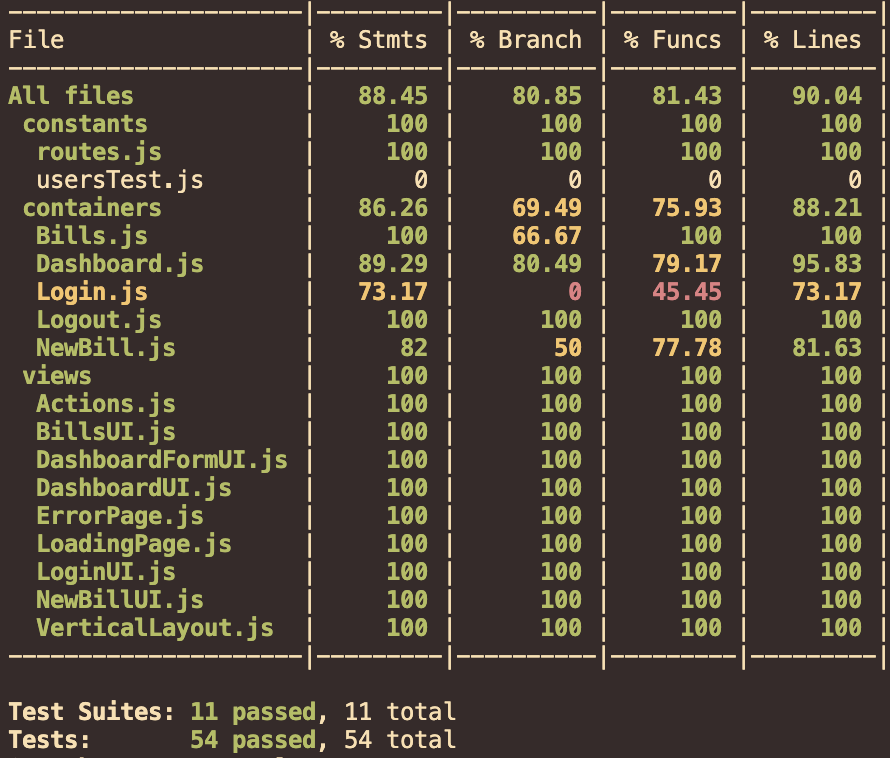 File | % Stmts | % Branch | % Funcs | % Lines |
All files | 88.45 | 80.85 | 81.43 | 90.04 |
constants | 100 | 100 | 100 | 100 |
routes.js | 100 | 100 | 100 | 100 |
usersTest.js | 0 | 0 | 0 | 0 |
containers | 86.26 | 69.49 | 75.93 | 88.21 |
Bills.js | 100 | 66.67 | 100 | 100 |
Dashboard.js | 89.29 | 80.49 | 79.17 | 95.83 |
Login.js | 73.17 | 0 | 45.45 | 73.17 |
Logout.js | 100 | 100 | 100 | 100 |
NewBill.js | 82 | 50 | 77.78 | 81.63 |
views | 100 | 100 | 100 | 100 |
Actions.js | 100 | 100 | 100 | 100 |
BillsUI.js | 100 | 100 | 100 | 100 |
DashboardFormUI.js | 100 | 100 | 100 | 100 |
DashboardUI.js | 100 | 100 | 100 | 100 |
ErrorPage.js | 100 | 100 | 100 | 100 |
LoadingPage.js | 100 | 100 | 100 | 100 |
LoginUI.js | 100 | 100 | 100 | 100 |
NewBillUI.js | 100 | 100 | 100 | 100 |
VerticalLayout.js | 100 | 100 | 100 | 100 |
Test Suites: 11 passed, 11 total
Tests: 54 passed, 54 total